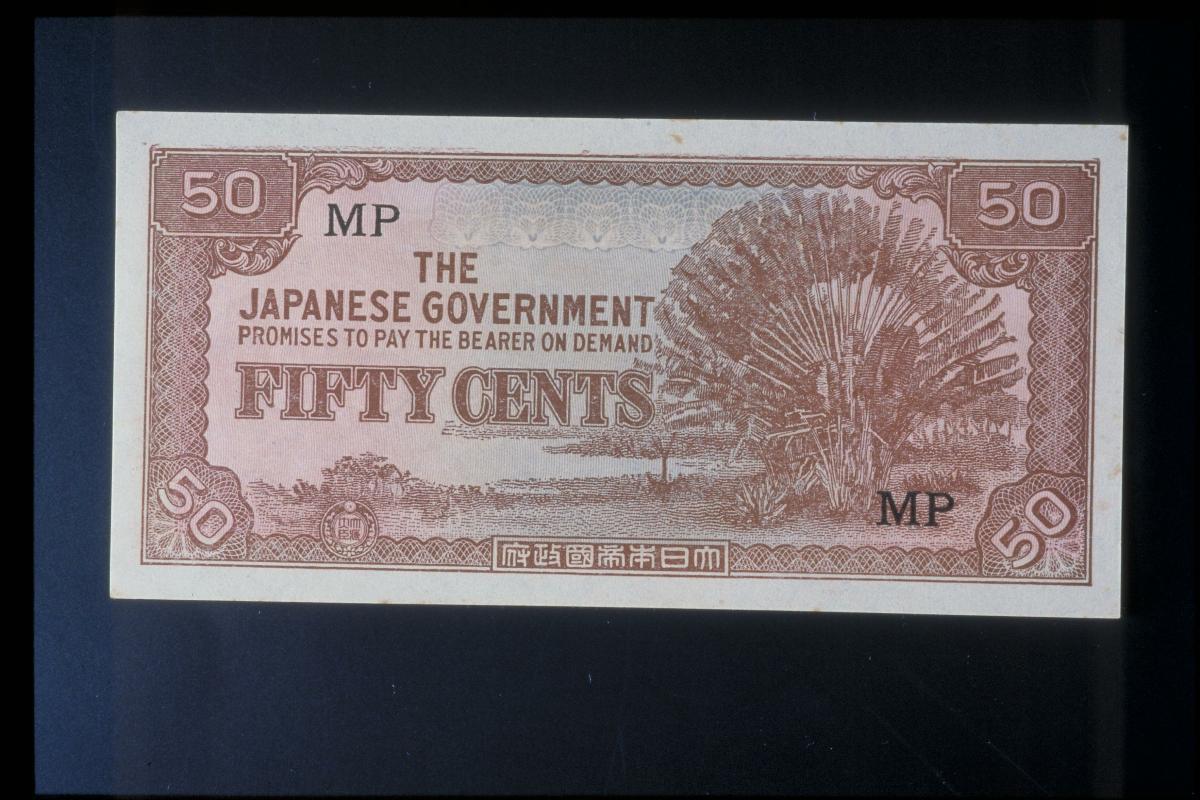 50
50
MP
THE
JAPANESE GOVERNMENT
PROMISES TO PAY THE BEARER ON DEMAND
FIFTY CENTS
MP
50
50
府政國帝本日大